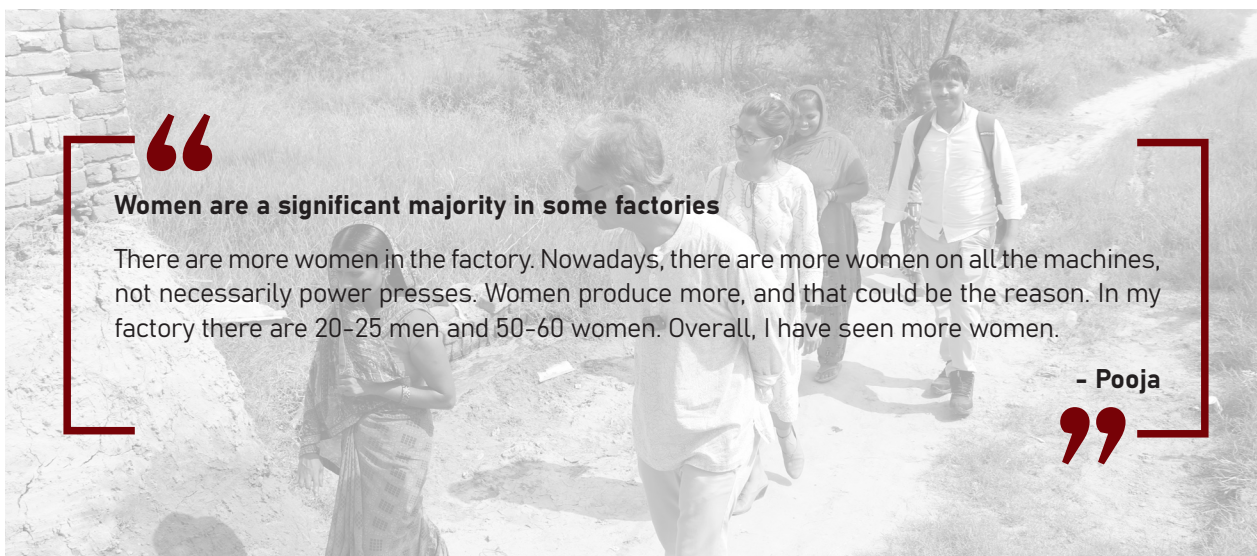 “
Women are a significant majority in some factories
There are more women in the factory. Nowadays, there are more women on all the machines,
not necessarily power presses. Women produce more, and that could be the reason. In my
factory there are 20-25 men and 50-60 women. Overall, I have seen more women.
- Pooja
”